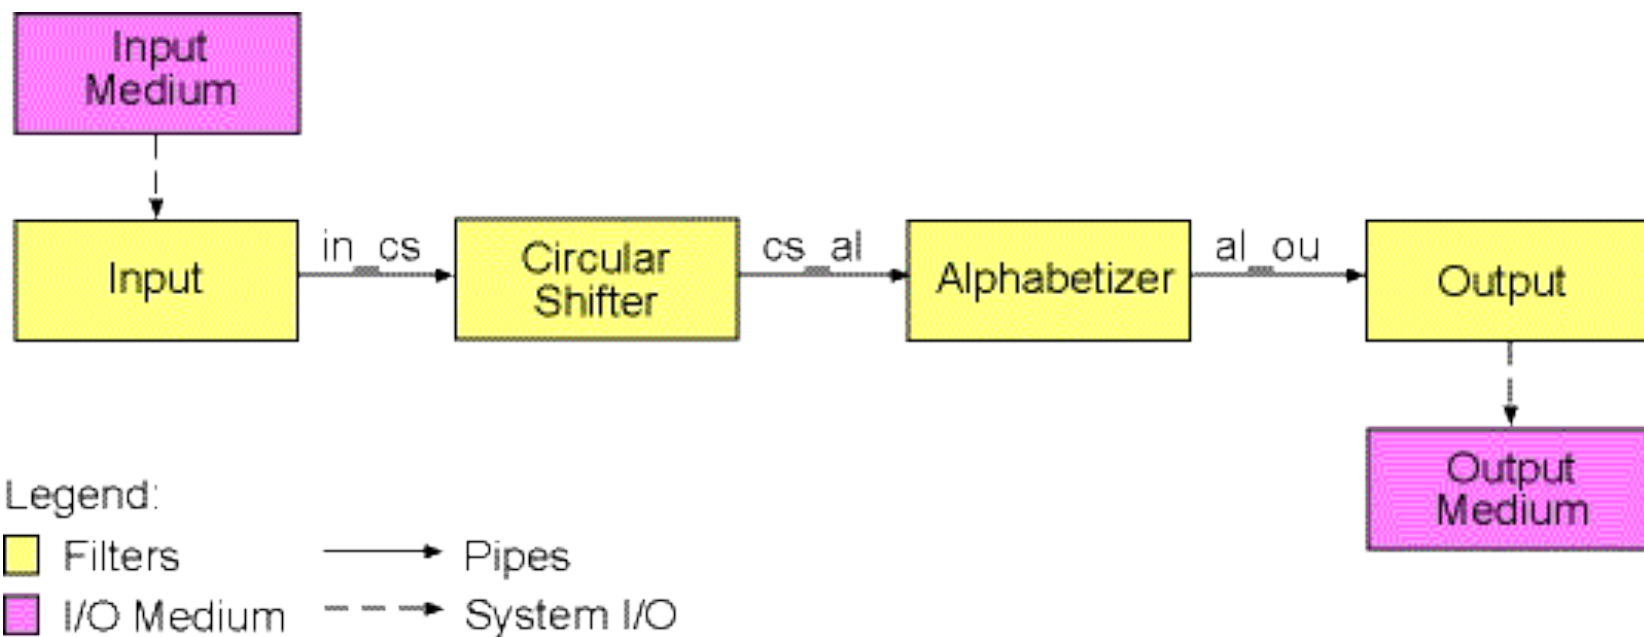 Input
Medium
Input
in_cs
Circular
Shifter
cs_al
Alphabetizer
al_ou
Output
Output
Medium
Legend:
Filters
Pipes
I/O Medium
System I/O